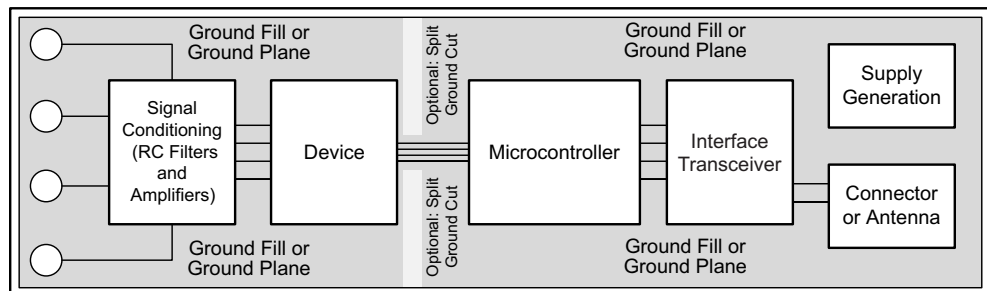 Ground Fill or
Ground Plane
Optional: Split
Ground Cut
Ground Fill or
Ground Plane
Signal
Conditioning
(RC Filters
and
Amplifiers)
Device
Microcontroller
Interface
Transceiver
Supply
Generation
Connector
or Antenna
Ground Fill or
Ground Plane
Optional: Split
Ground Cut
Ground Fill or
Ground Plane